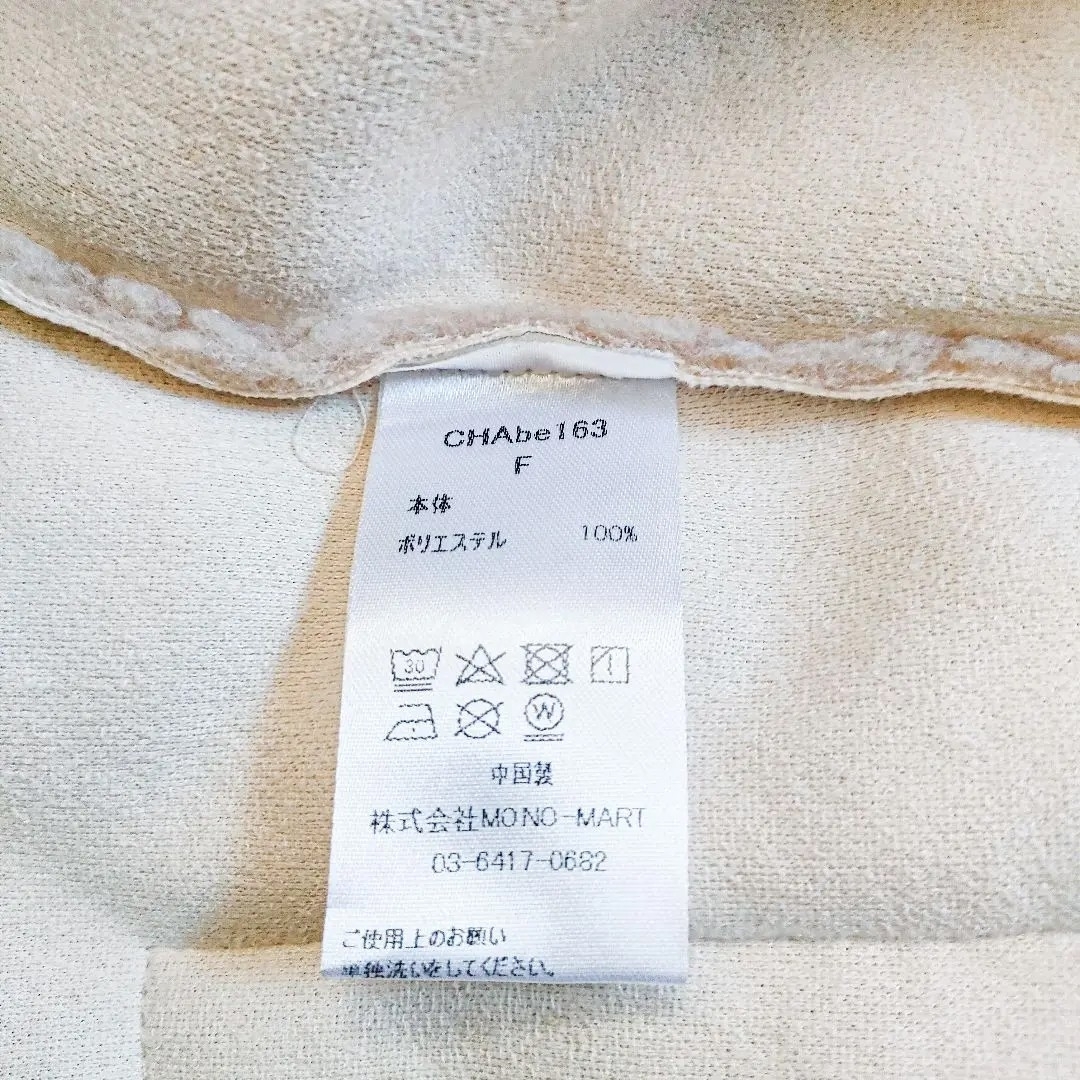 CHAbe163
F
本体
ポリエステル 100%
30
W
中国製
株式会社MONO-MART
03-6417-0682
ご使用上のお願い
単独洗いをしてください。